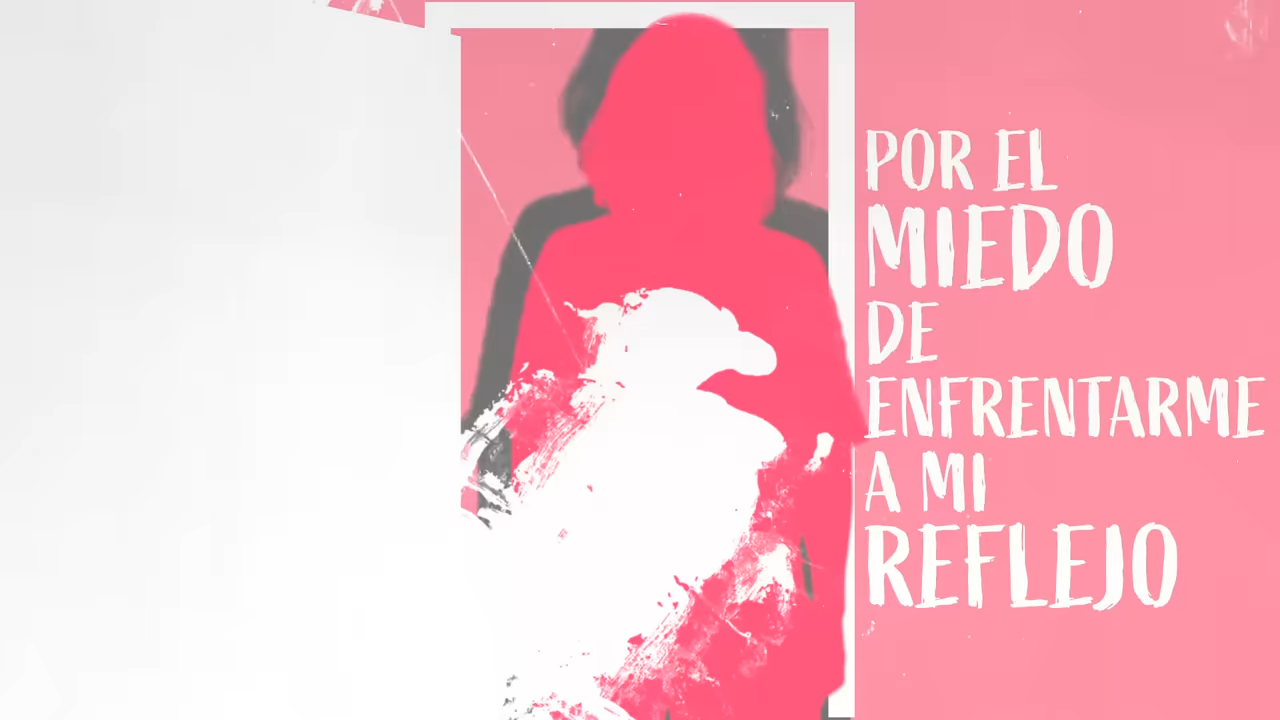 POR EL
MIEDO
DE
ENFRENTARME
A MI
REFLEJO